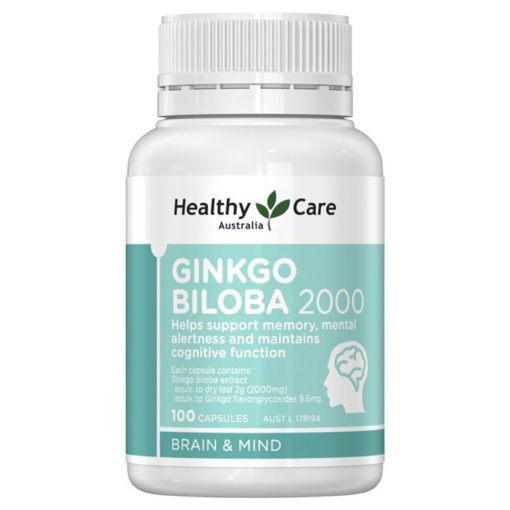 Healthy Care
Australia
GINKGO
BILOBA 2000
Helps support memory, mental
alertness and maintains
cognitive function
Each capsule contains:
Ginkgo biloba extract
equiv. to dry leaf 2g (2000mg)
equiv. to Ginkgo flavonglycosides 9.6mg
100 CAPSULES AUST L 178194
BRAIN & MIND